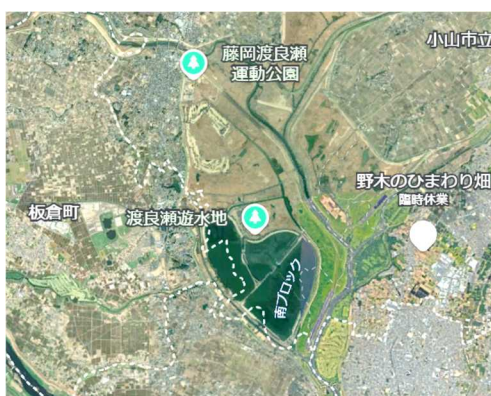 小山市立
藤岡渡良瀬
運動公園
野木のひまわり畑
臨時休業
板倉町
渡良瀬遊水地
南ブロック